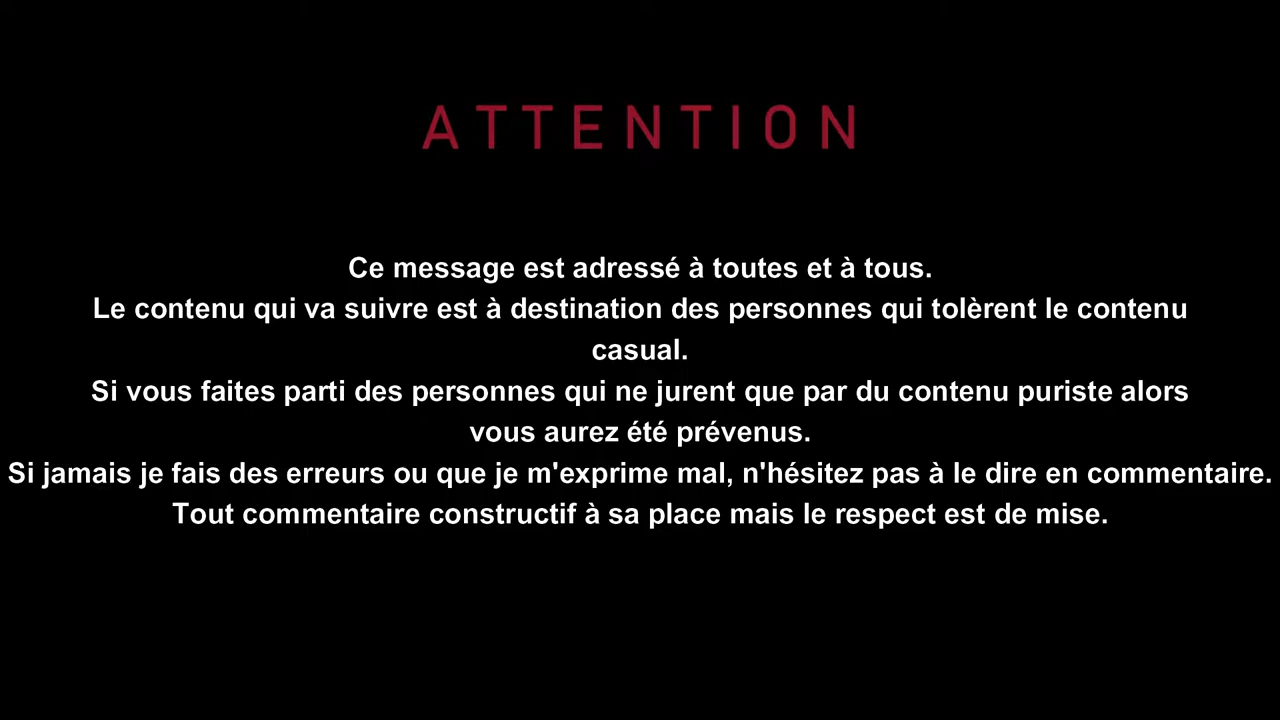 ATTENTION
Ce message est adressé à toutes et à tous.
Le contenu qui va suivre est à destination des personnes qui tolèrent le contenu
casual.
Si vous faites parti des personnes qui ne jurent que par du contenu puriste alors
vous aurez été prévenus.
Si jamais je fais des erreurs ou que je m'exprime mal, n'hésitez pas à le dire en commentaire.
Tout commentaire constructif à sa place mais le respect est de mise.